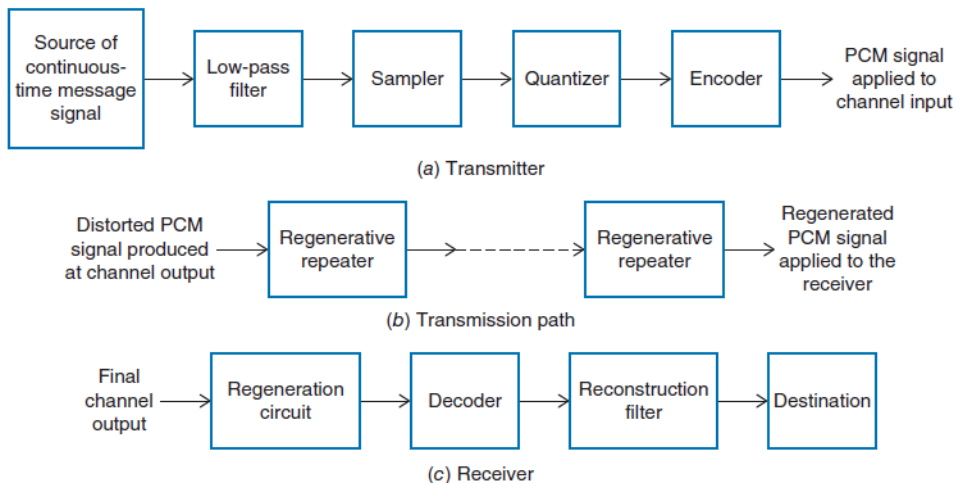 Source of
continuous-
time message
signal
Low-pass
filter
Sampler
Quantizer
Encoder
PCM signal
applied to
channel input
(a) Transmitter
Distorted PCM
signal produced
at channel output
Regenerative
repeater
Regenerative
repeater
Regenerated
PCM signal
applied to the
receiver
(b) Transmission path
Final
channel
output
Regeneration
circuit
Decoder
Reconstruction
filter
Destination
(c) Receiver